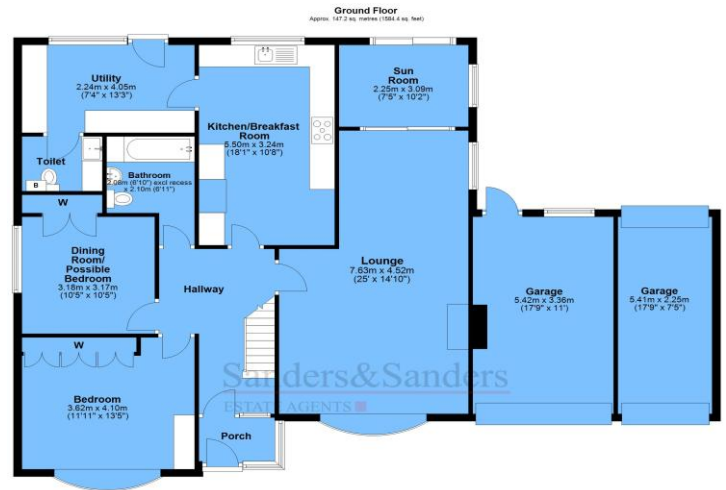 Ground Floor
Approx. 147.2 sq. metres (1584.4 sq. feet)
Utility
2.24m x 4.05m
(7'4" x 13'3")
Sun
Room
2.25m x 3.09m
(7'5" x 10'2")
Kitchen/Breakfast
Room
5.50m x 3.24m
(18'1" x 10'8")
Toilet
B
Bathroom
2.08m (6'10") excl recess
x 2.10m (6'11")
W
Dining
Room/
Possible
Bedroom
3.18m x 3.17m
(10'5" x 10'5")
Hallway
Lounge
7.63m x 4.52m
(25' x 14'10")
Garage
5.42m x 3.36m
(17'9" x 11')
Garage
5.41m x 2.25m
(17'9" x 7'5")
W
Bedroom
3.62m x 4.10m
(11'11" x 13'5")
Sanders&Sanders
ESTATE AGENTS
Porch